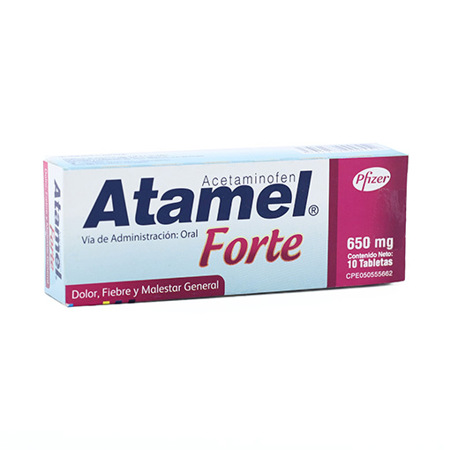 Acetaminofen
Atamel®
Vía de Administración: Oral
Forte
Dolor, Fiebre y Malestar General
Pfizer
650 mg
Contenido Neto:
10 Tabletas
CPE050555662
Atamel
Forte